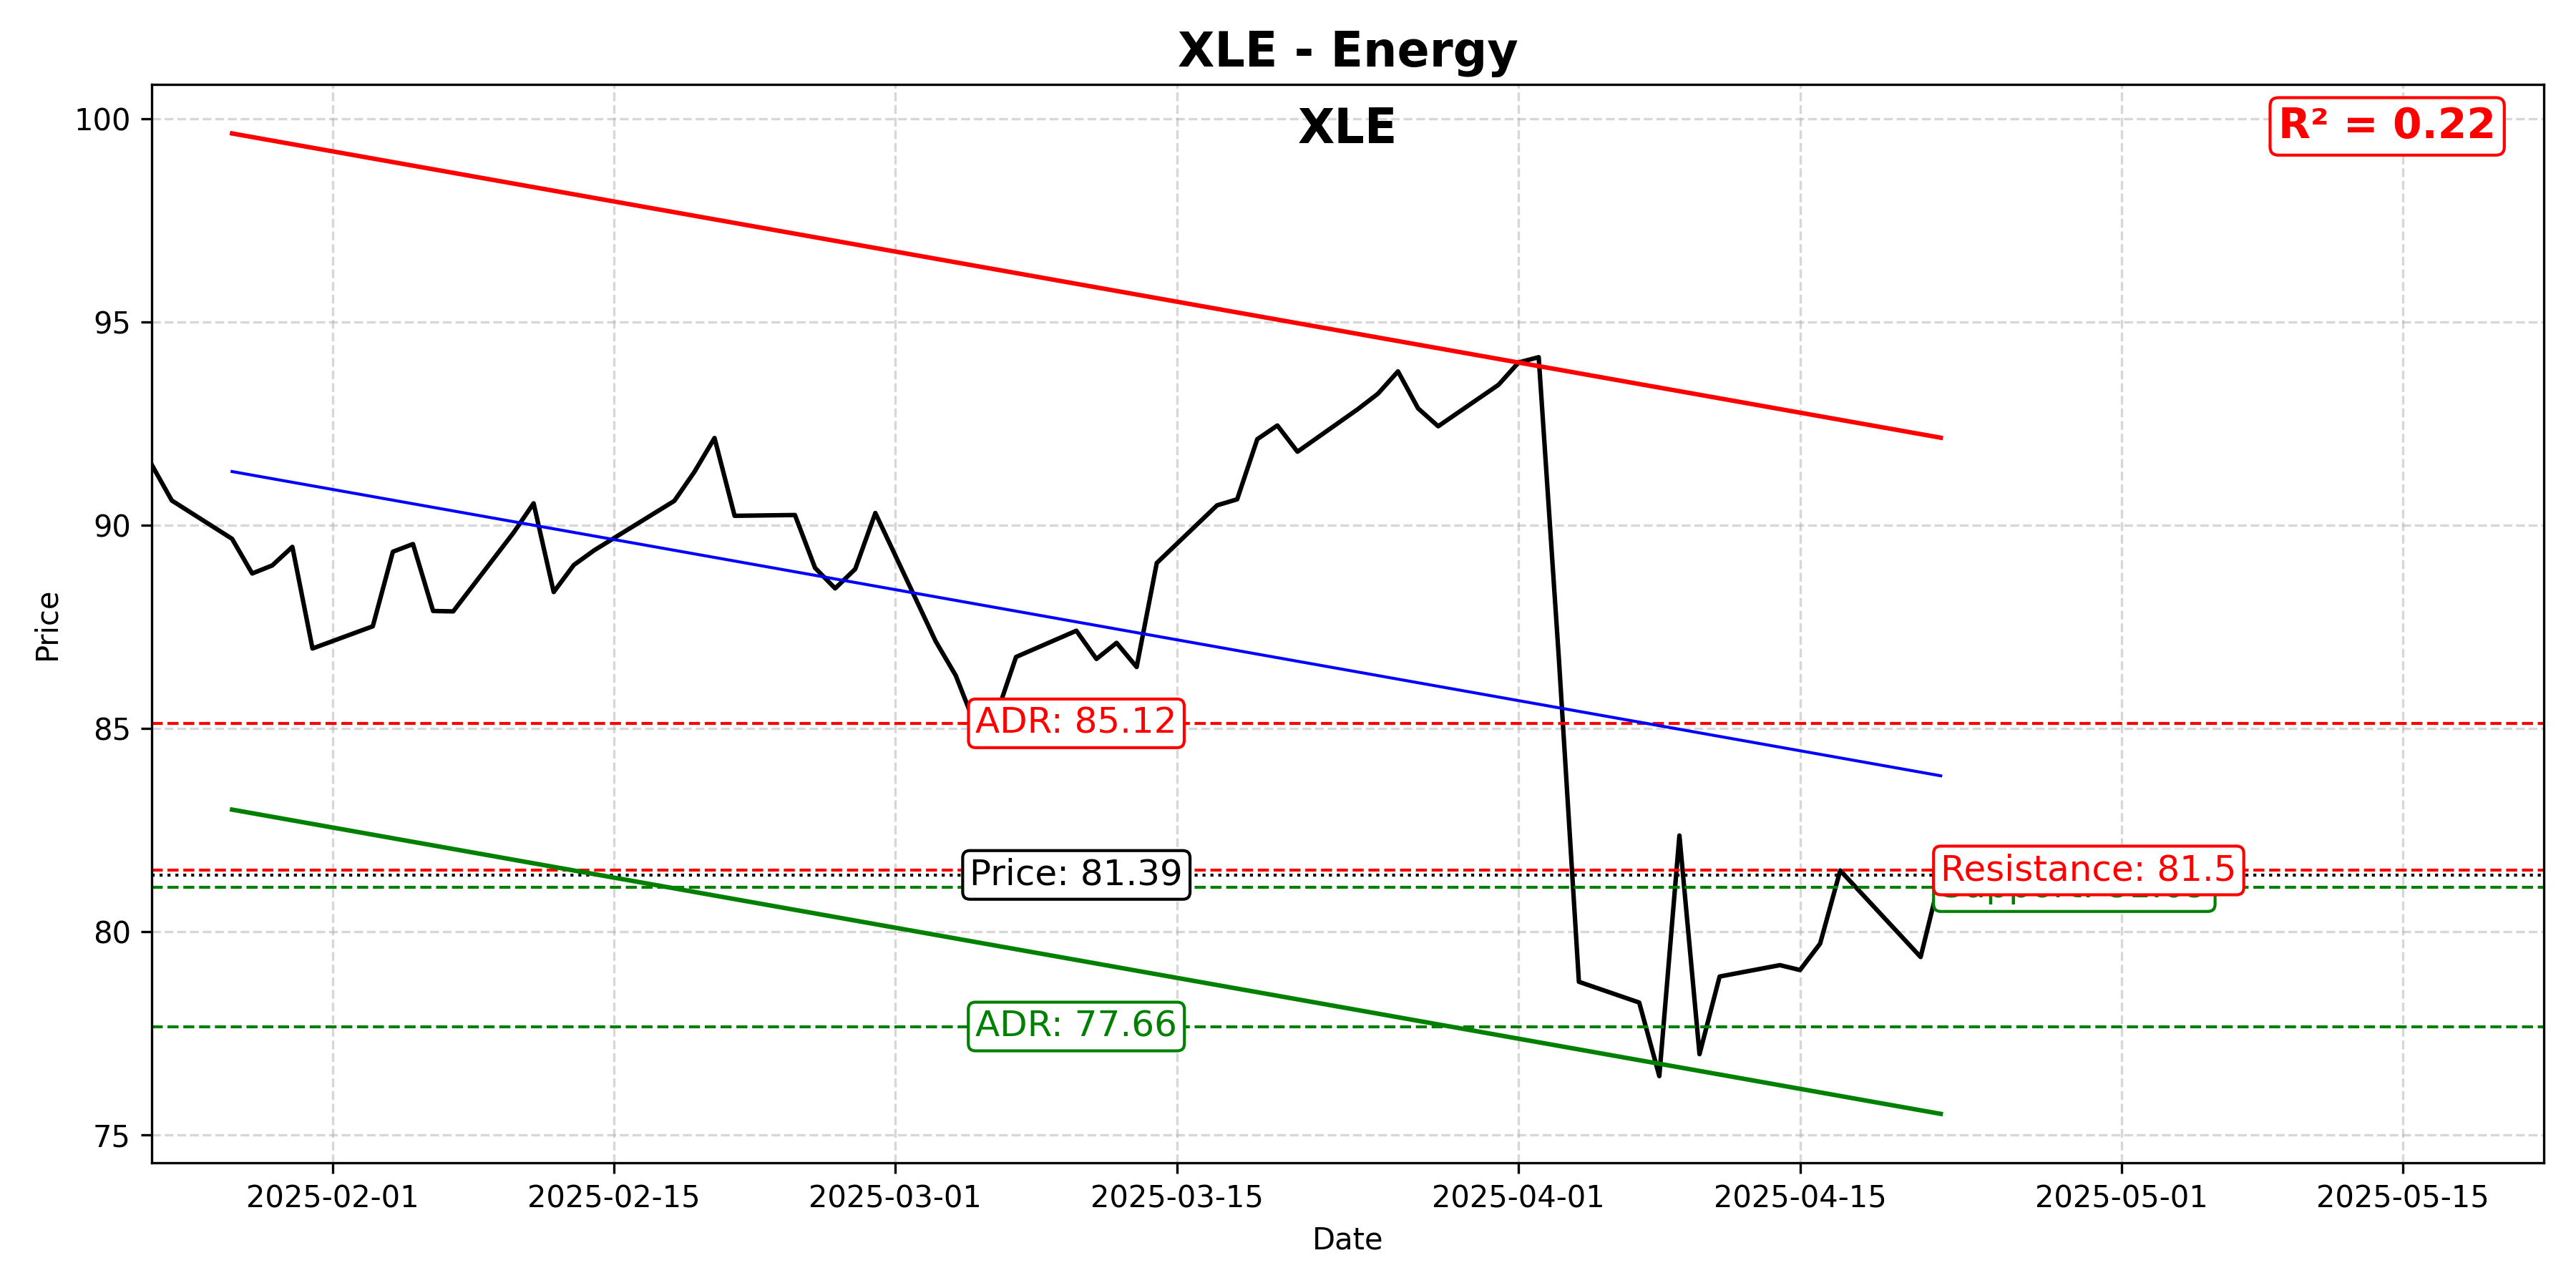 XLE - Energy
XLE
R² = 0.22
100
95
90
85
80
75
Price
ADR: 85.12
Price: 81.39
Resistance: 81.5
ADR: 77.66
2025-02-01
2025-02-15
2025-03-01
2025-03-15
2025-04-01
2025-04-15
2025-05-01
2025-05-15
Date